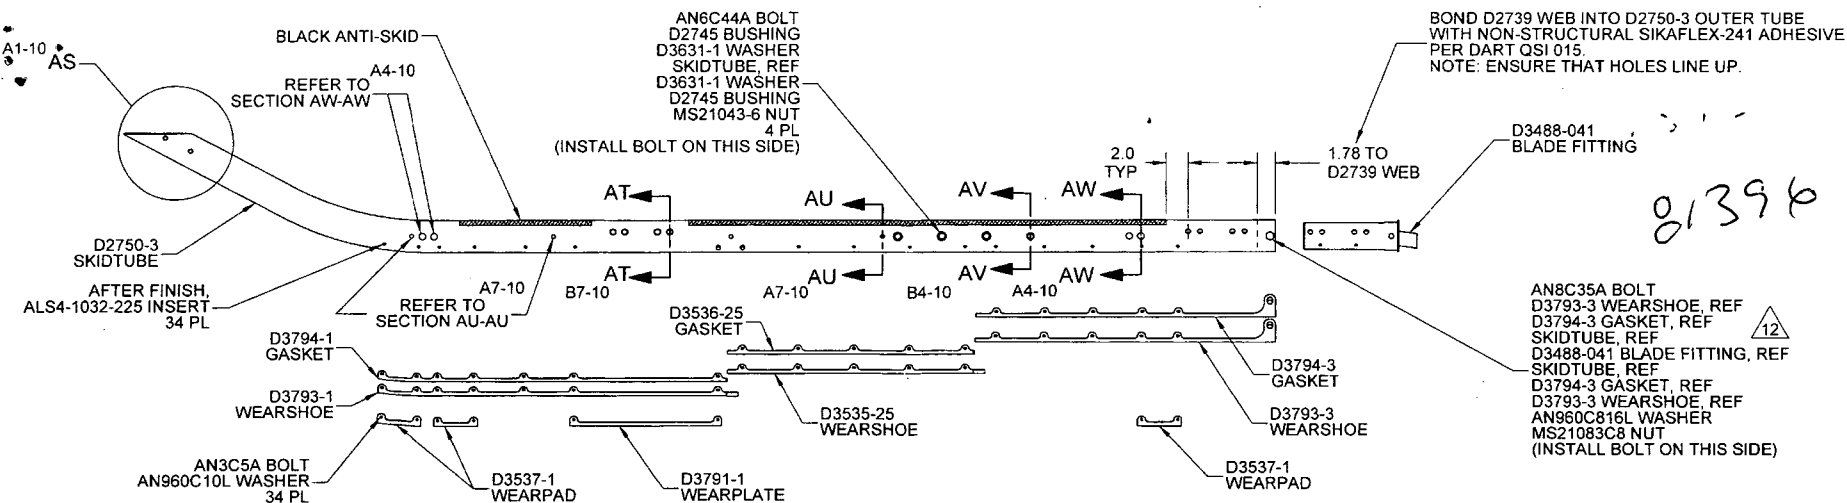 A1-10
AS
BLACK ANTI-SKID
A4-10
REFER TO
SECTION AW-AW
AN6C44A BOLT
D2745 BUSHING
D3631-1 WASHER
SKIDTUBE, REF
D3631-1 WASHER
D2745 BUSHING
MS21043-6 NUT
4 PL
(INSTALL BOLT ON THIS SIDE)
BOND D2739 WEB INTO D2750-3 OUTER TUBE
WITH NON-STRUCTURAL SIKAFLEX-241 ADHESIVE
PER DART QSI 015.
NOTE: ENSURE THAT HOLES LINE UP.
D3488-041
BLADE FITTING
2.0
TYP
1.78 TO
D2739 WEB
81396
AT
AU
AV
AW
D2750-3
SKIDTUBE
AT
AU
AV
AW
AFTER FINISH,
ALS4-1032-225 INSERT
34 PL
REFER TO
SECTION AU-AU
A7-10
B7-10
A7-10
B4-10
A4-10
D3794-1
GASKET
D3793-1
WEARSHOE
D3536-25
GASKET
D3535-25
WEARSHOE
D3794-3
GASKET
D3793-3
WEARSHOE
AN3C5A BOLT
AN960C10L WASHER
34 PL
D3537-1
WEARPAD
D3791-1
WEARPLATE
D3537-1
WEARPAD
AN8C35A BOLT
D3793-3 WEARSHOE, REF
D3794-3 GASKET, REF
SKIDTUBE, REF
D3488-041 BLADE FITTING, REF
SKIDTUBE, REF
D3794-3 GASKET, REF
D3793-3 WEARSHOE, REF
AN960C816L WASHER
MS21083C8 NUT
(INSTALL BOLT ON THIS SIDE)
12